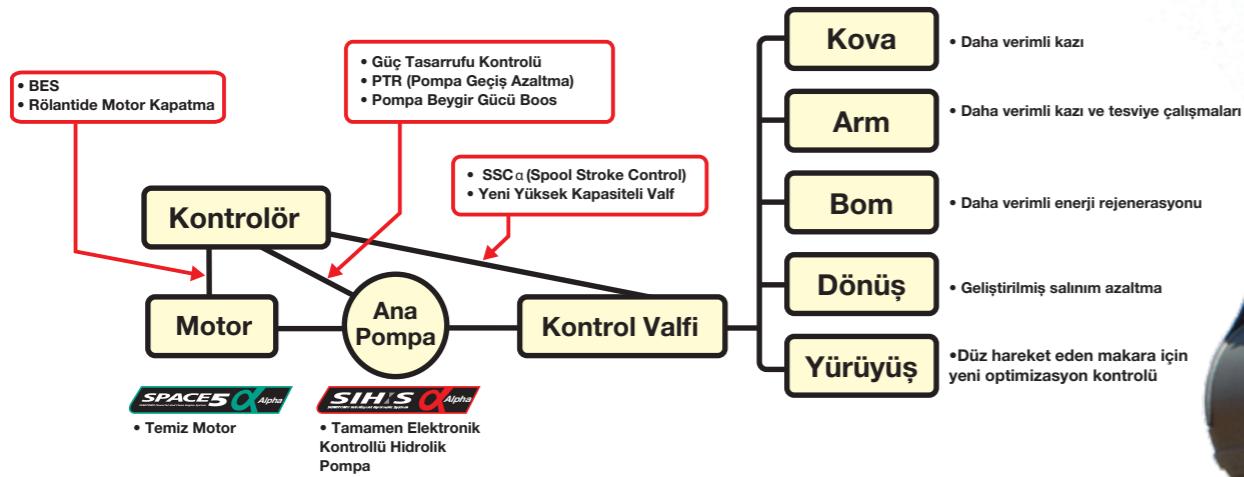 • BES
• Rölantide Motor Kapatma
• Güç Tasarrufu Kontrolü
• PTR (Pompa Geçiş Azaltma)
• Pompa Beygir Gücü Boos
• SSCα (Spool Stroke Control)
• Yeni Yüksek Kapasiteli Valf
Kontrolör
Motor
Ana
Pompa
Kontrol Valfi
Kova
• Daha verimli kazı
Arm
• Daha verimli kazı ve tesviye çalışmaları
Bom
• Daha verimli enerji rejenerasyonu
Dönüş
• Geliştirilmiş salınım azaltma
Yürüyüş
•Düz hareket eden makara için
yeni optimizasyon kontrolü
SPACE5 α Alpha
• Temiz Motor
SIH:S α Alpha
• Tamamen Elektronik
Kontrollü Hidrolik
Pompa